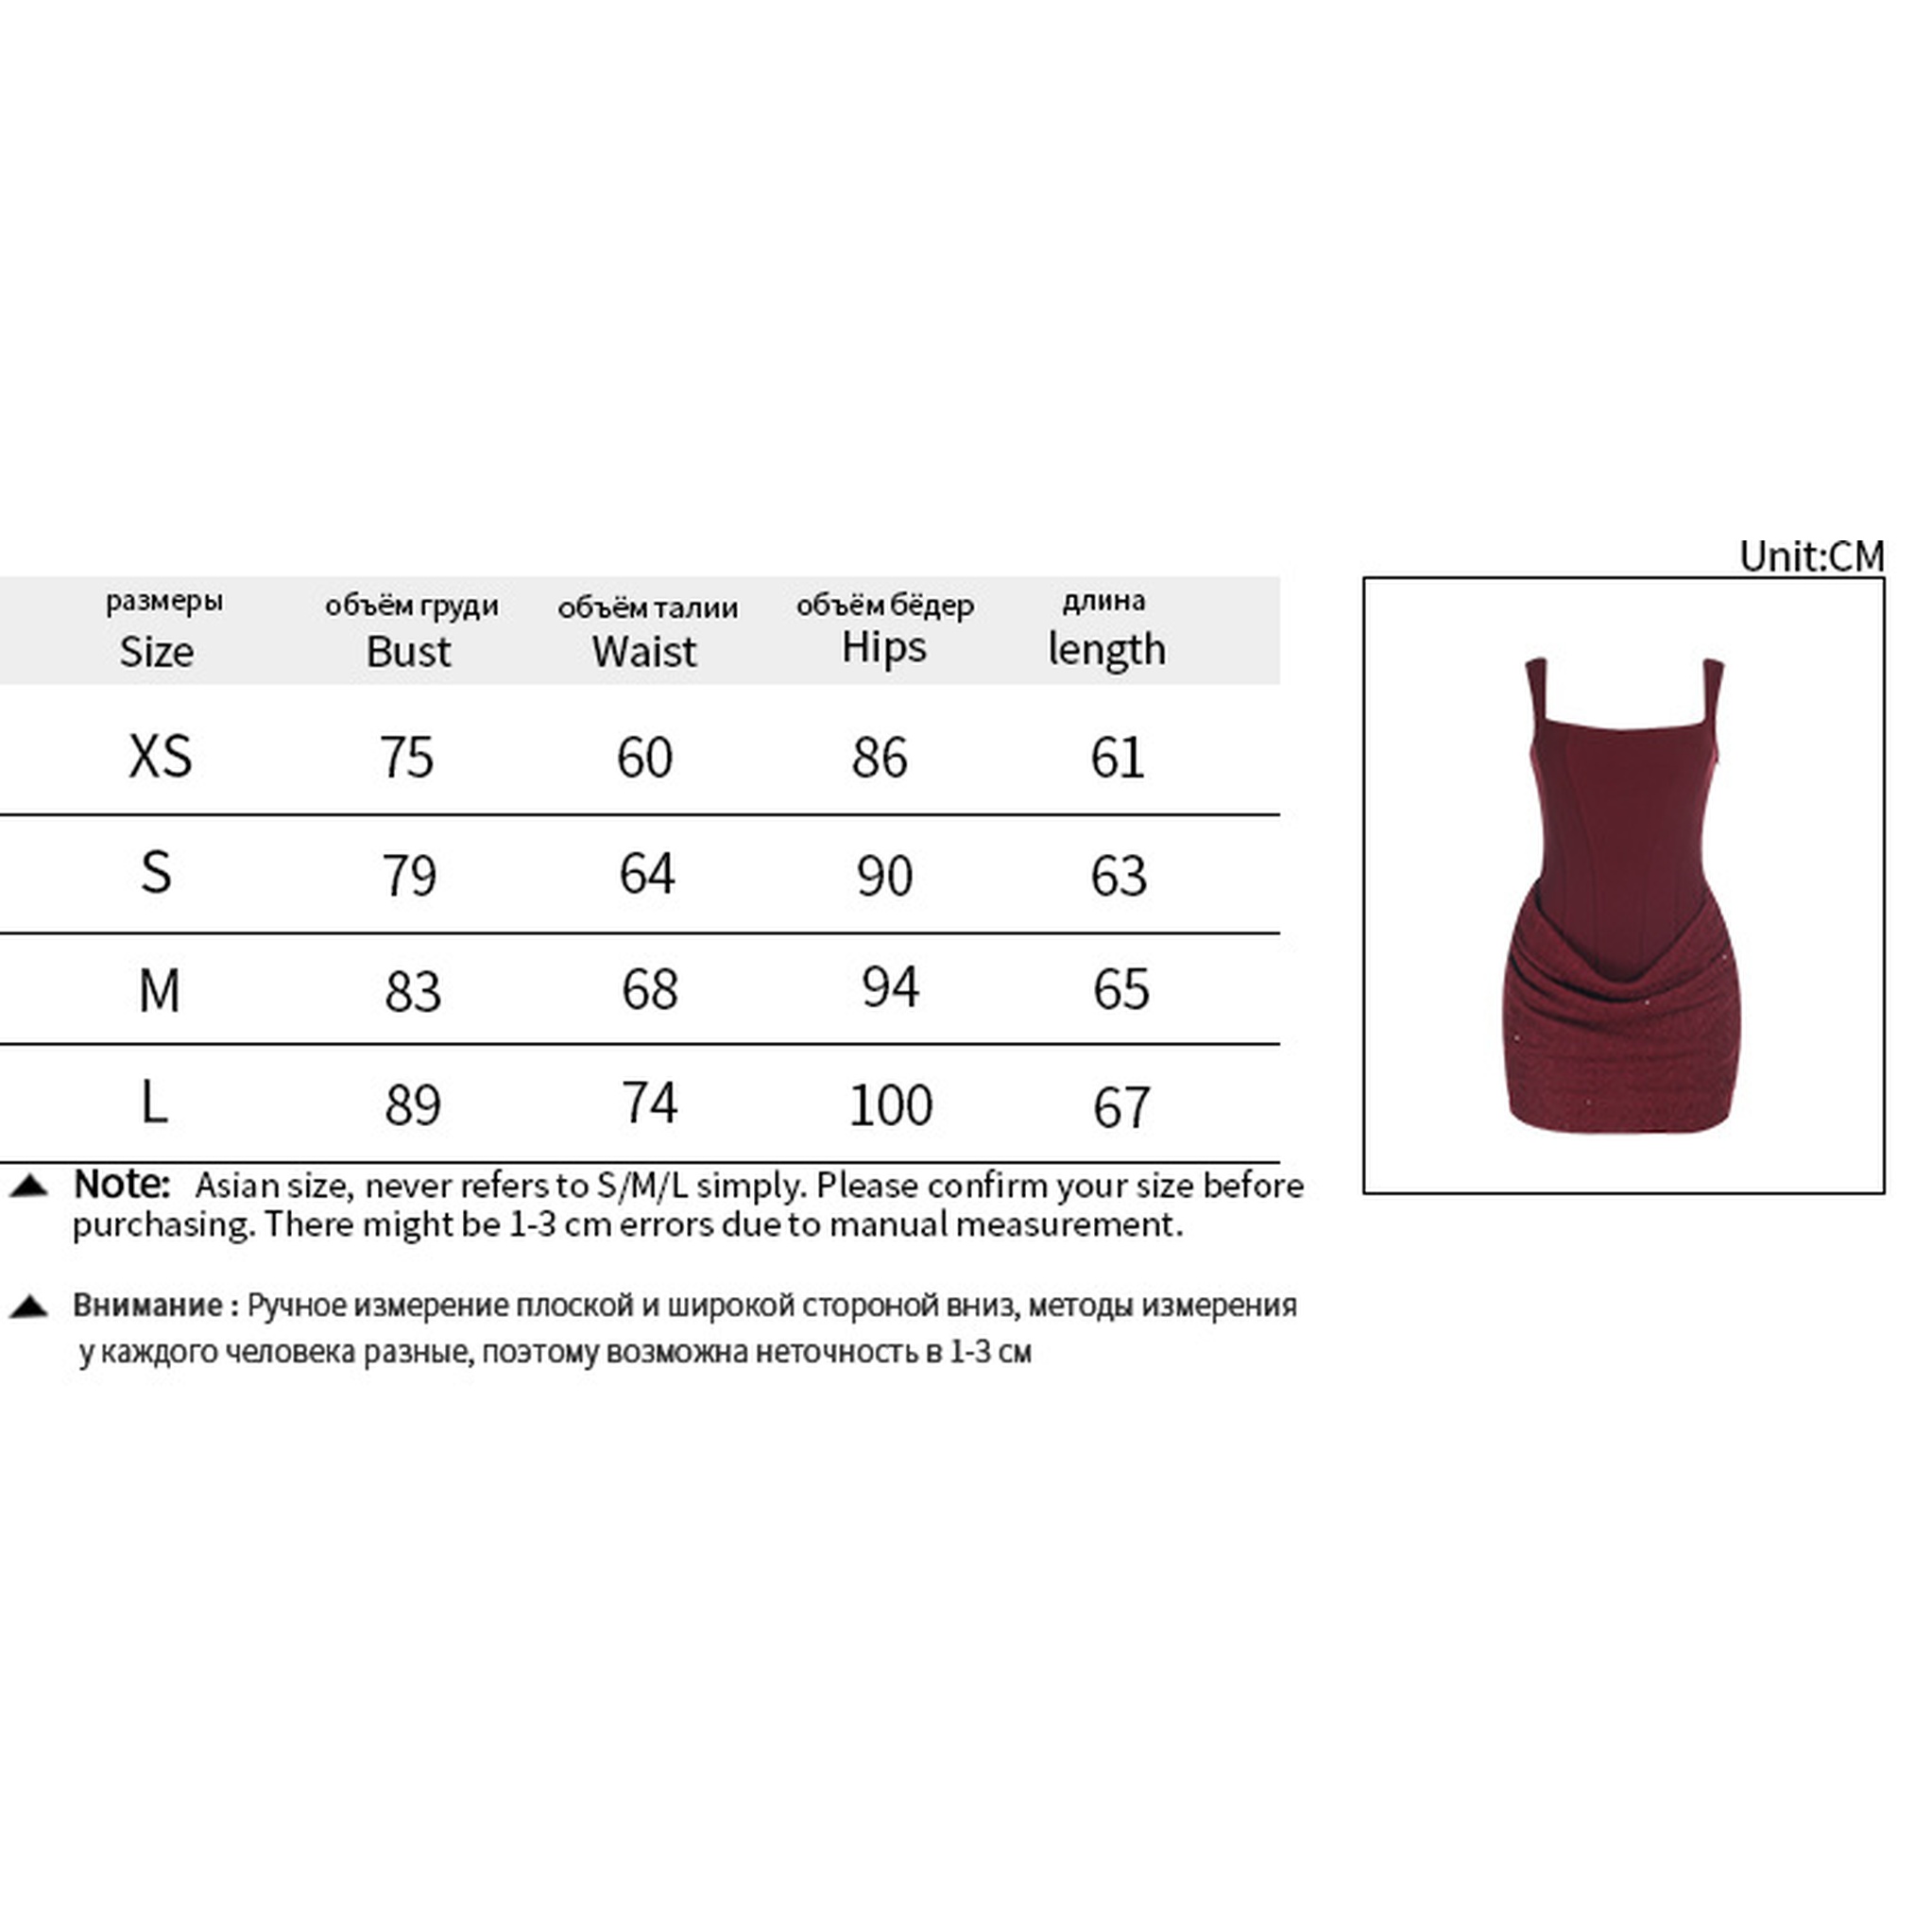 Unit:CM
размеры объём груди объём талии объём бёдер длина
Size Bust Waist Hips length
XS 75 60 86 61
S 79 64 90 63
M 83 68 94 65
L 89 74 100 67
Note: Asian size, never refers to S/M/L simply. Please confirm your size before
purchasing. There might be 1-3 cm errors due to manual measurement.
Внимание : Ручное измерение плоской и широкой стороной вниз, методы измерения
у каждого человека разные, поэтому возможна неточность в 1-3 см